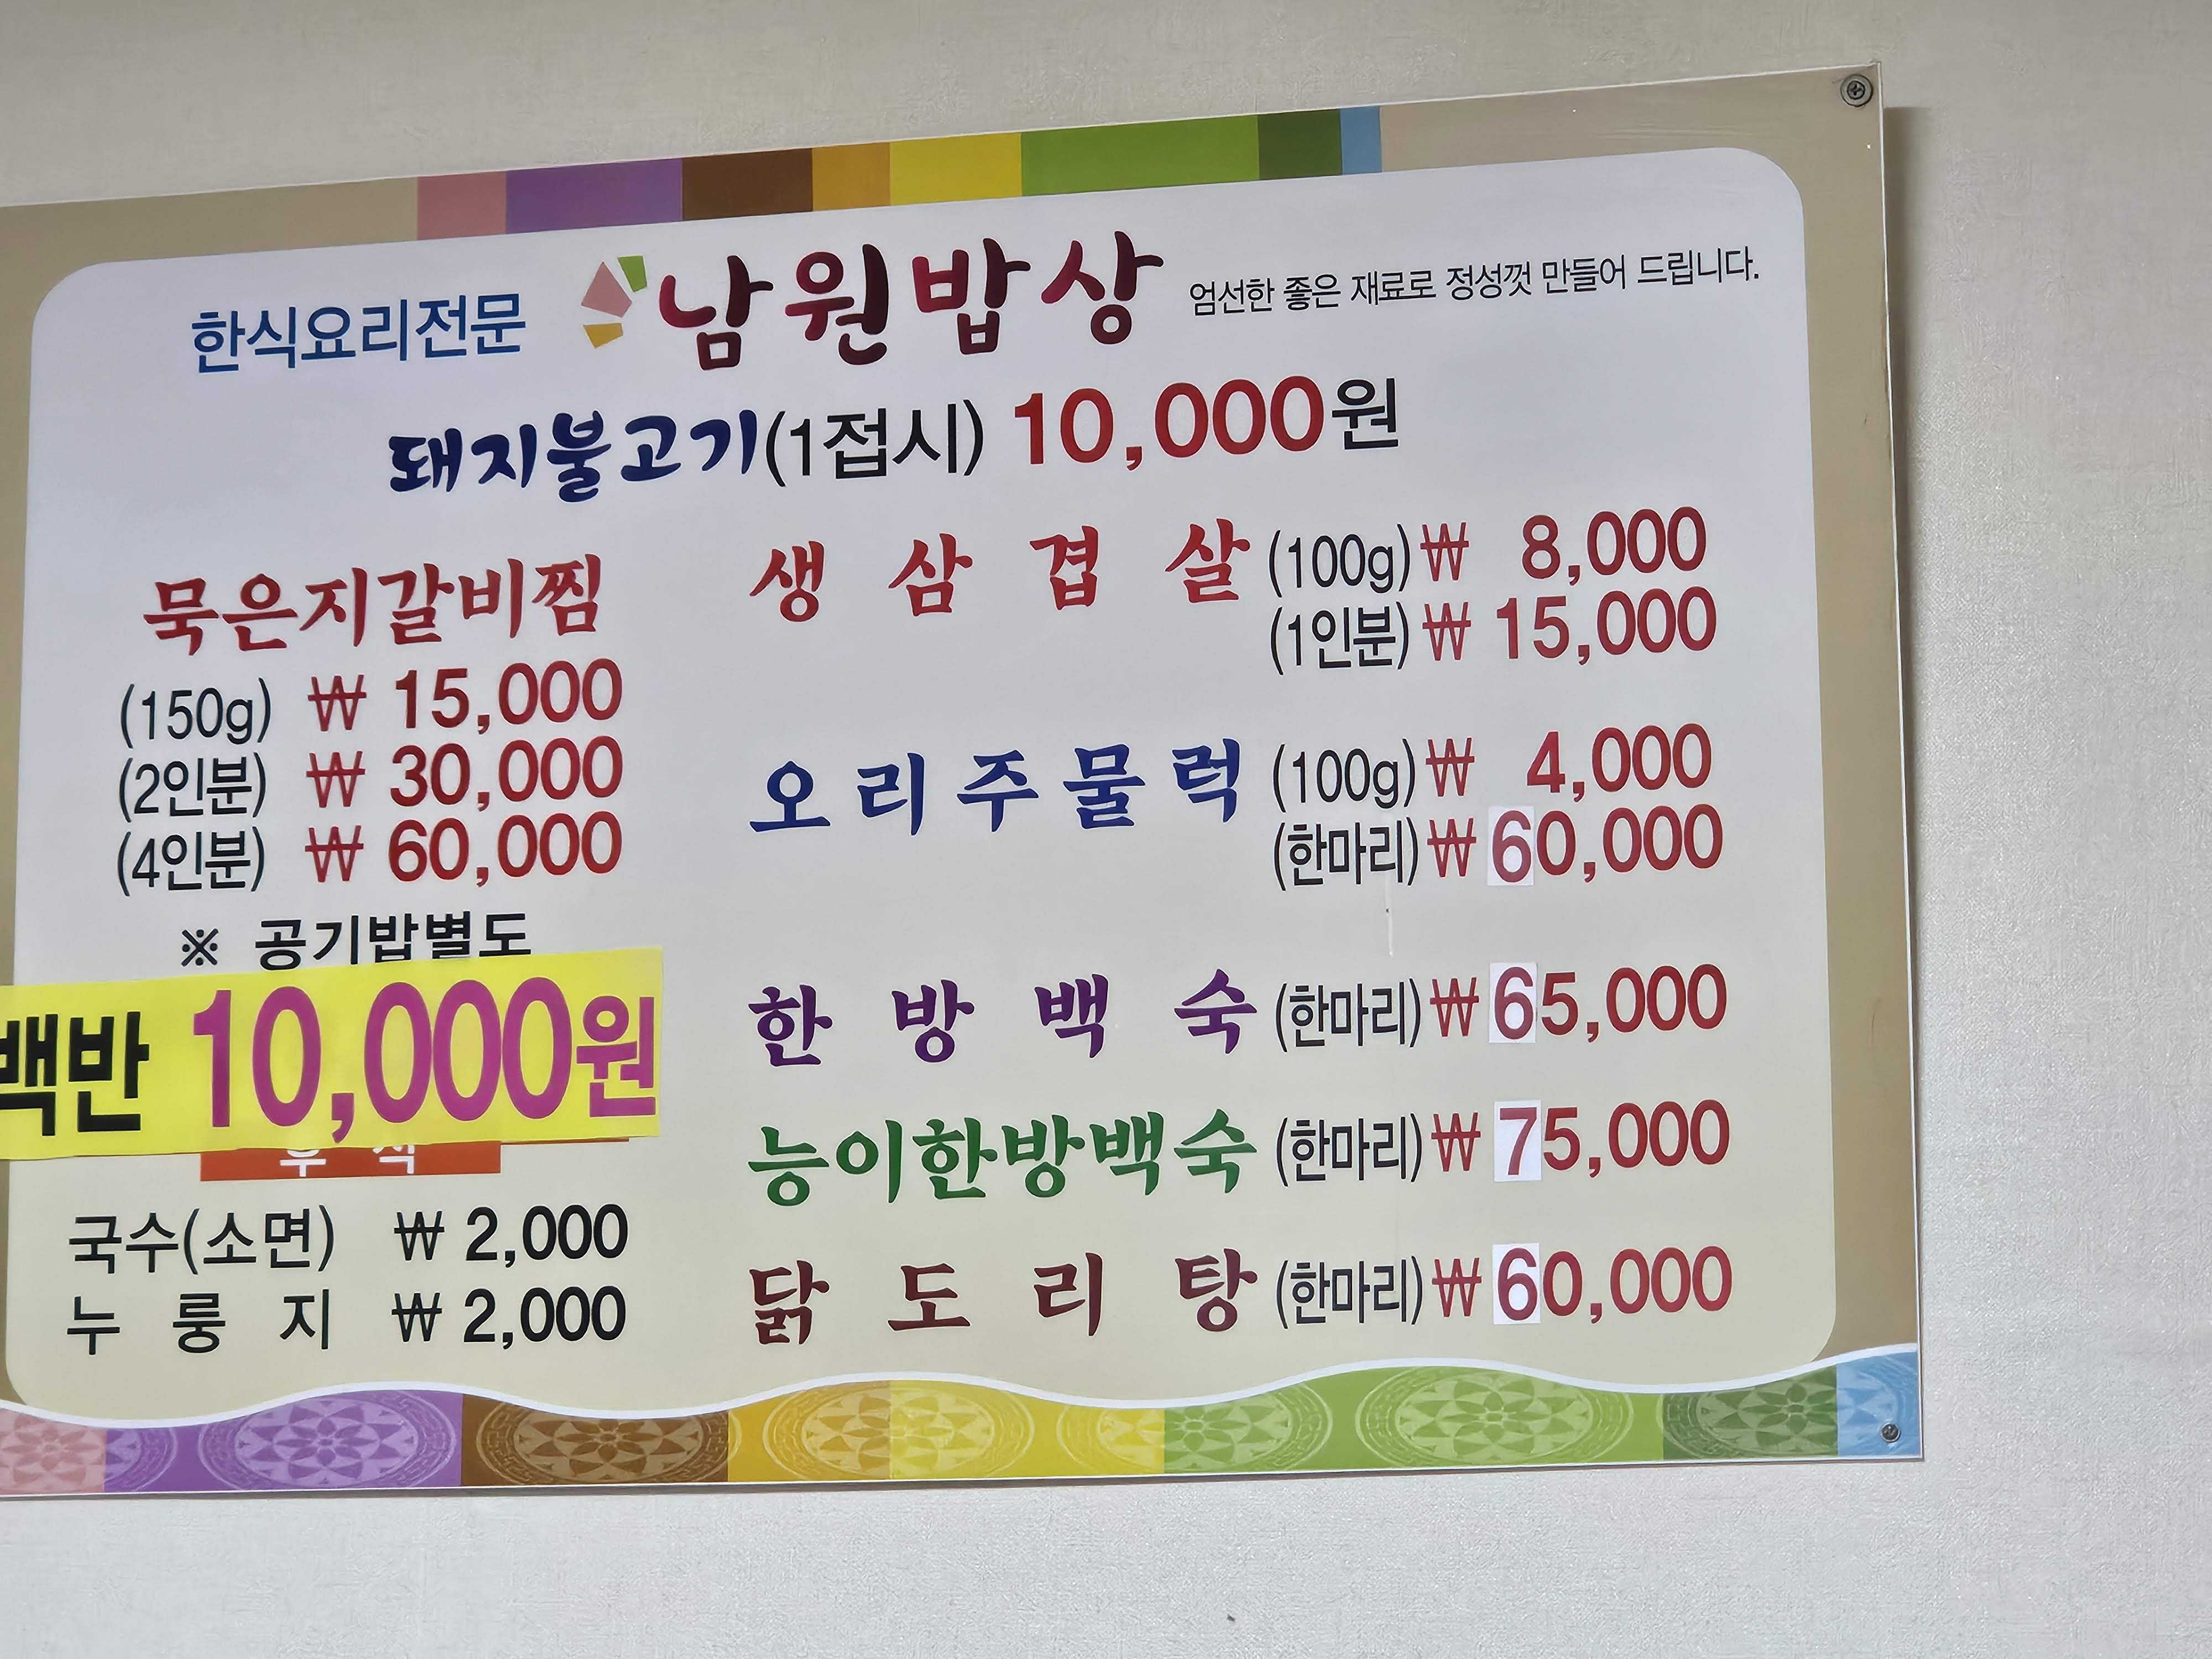 한식요리전문 남원밥상 엄선한 좋은 재료로 정성껏 만들어 드립니다.
돼지불고기(1접시) 10,000원
묵은지갈비찜
(150g) ₩ 15,000
(2인분) ₩ 30,000
(4인분) ₩ 60,000
※ 공기밥별도
백반 10,000원
국수(소면) ₩ 2,000
누룽지 ₩ 2,000
생삼겹살 (100g) ₩ 8,000
(1인분) ₩ 15,000
오리주물럭 (100g) ₩ 4,000
(한마리) ₩ 60,000
한방백숙 (한마리) ₩ 65,000
능이한방백숙 (한마리) ₩ 75,000
닭도리탕 (한마리) ₩ 60,000